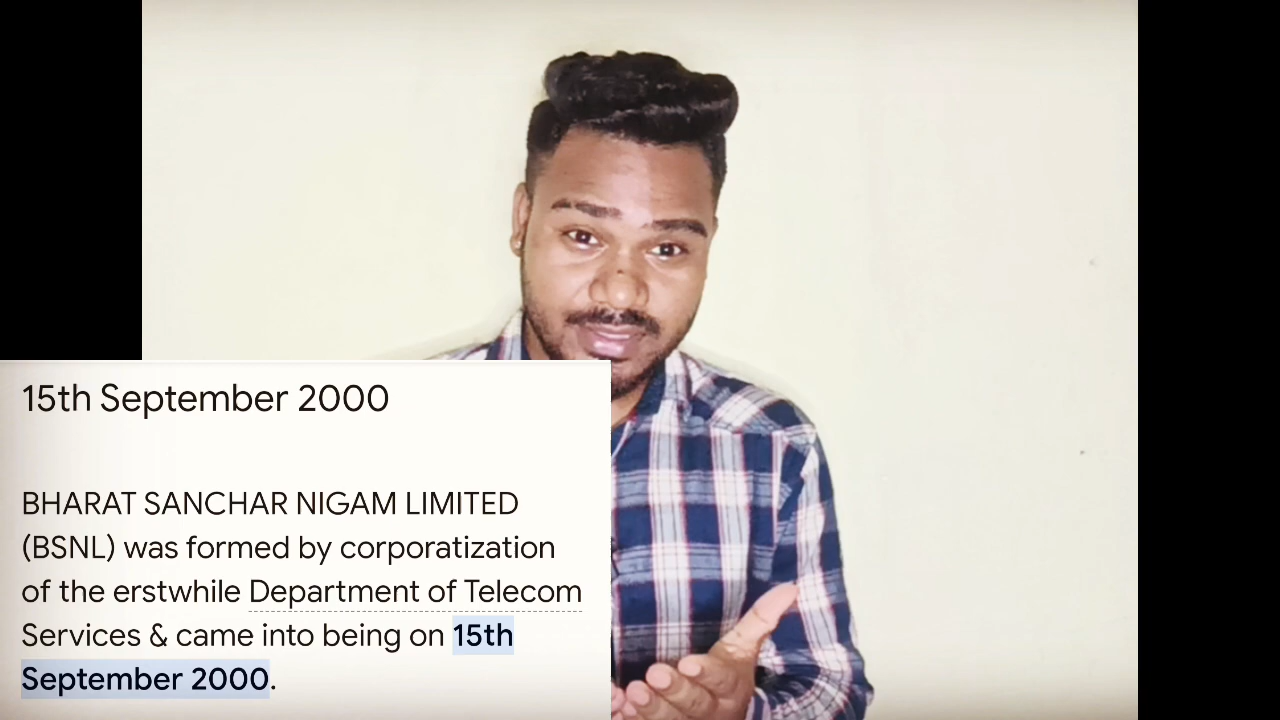 15th September 2000
BHARAT SANCHAR NIGAM LIMITED
(BSNL) was formed by corporatization
of the erstwhile Department of Telecom
Services & came into being on 15th
September 2000.